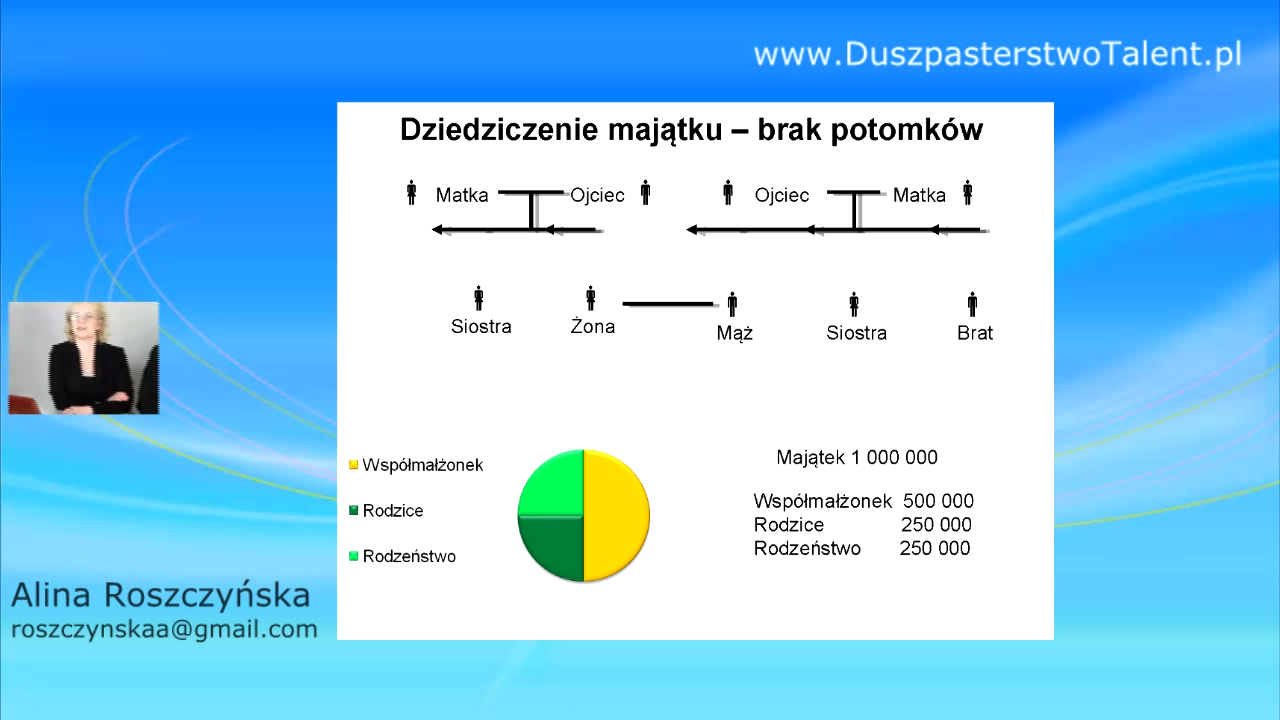 www.DuszpasterstwoTalent.pl
Dziedziczenie majątku – brak potomków
Matka Ojciec Ojciec Matka
Siostra Żona Mąż Siostra Brat
Współmałżonek
Rodzice
Rodzeństwo
Majątek 1 000 000
Współmałżonek 500 000
Rodzice 250 000
Rodzeństwo 250 000
Alina Roszczyńska
roszczynskaa@gmail.com